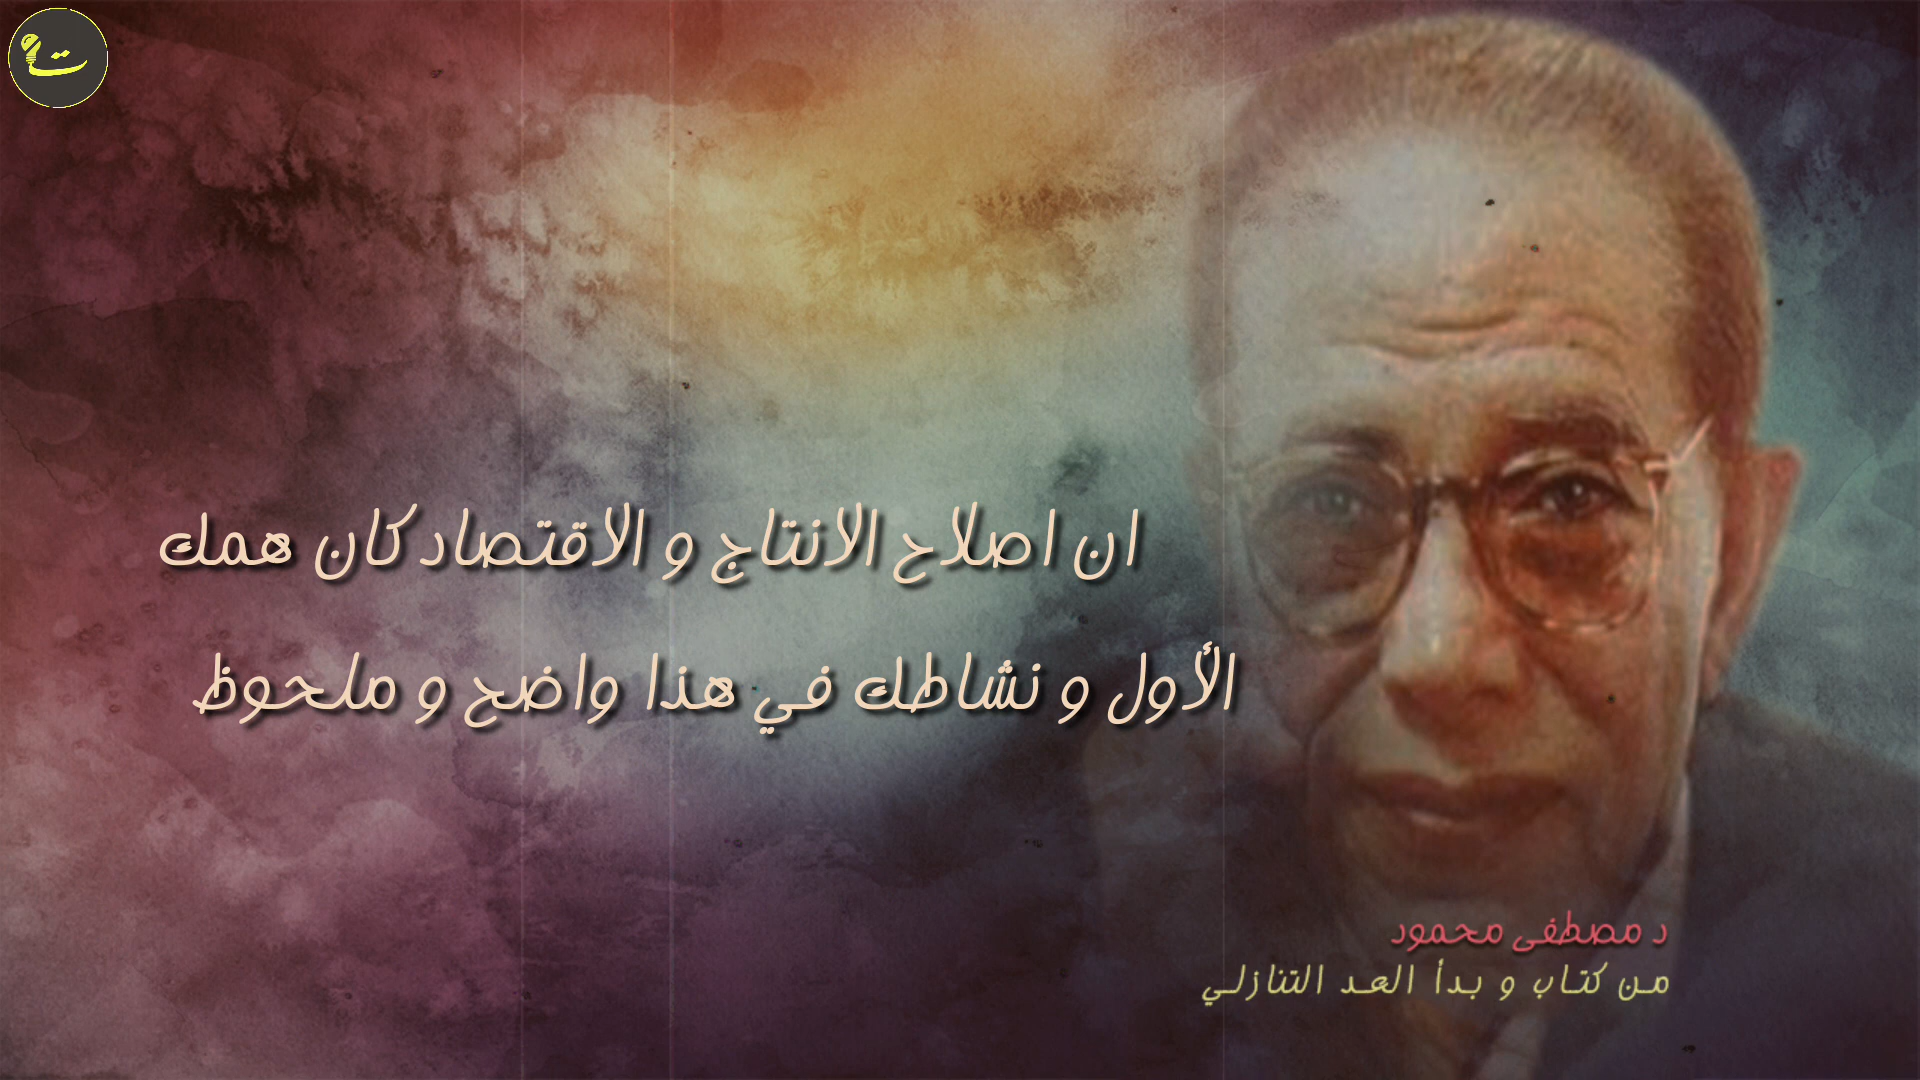 ان اصلاح الانتاج و الاقتصاد كان همك
الأول و نشاطك في هذا واضح و ملحوظ
د مصطفى محمود
من كتاب و بدأ العد التنازلي